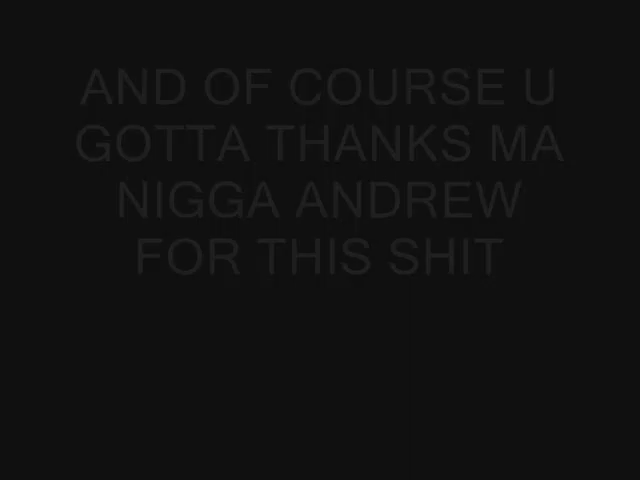 AND OF COURSE U
GOTTA THANKS MA
NIGGA ANDREW
FOR THIS SHIT